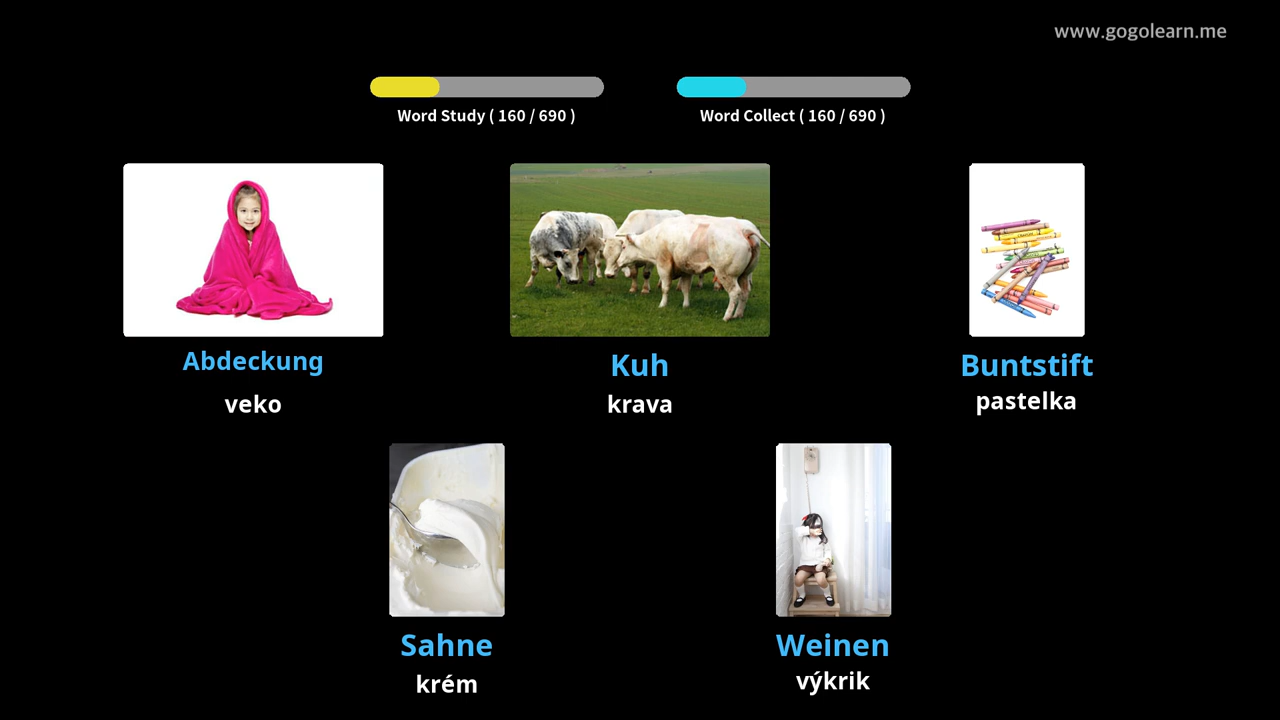 www.gogolearn.me
Word Study ( 160 / 690 )
Word Collect ( 160 / 690 )
Abdeckung
veko
Kuh
krava
Buntstift
pastelka
Sahne
krém
Weinen
výkrik